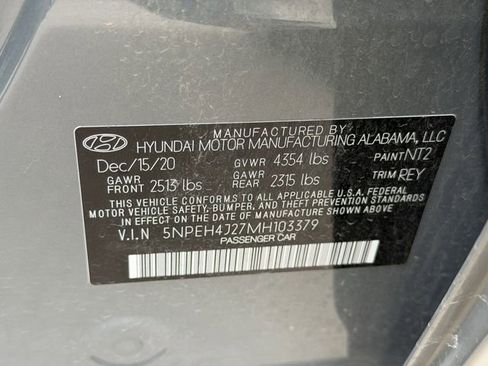 MANUFACTURED BY
HYUNDAI MOTOR MANUFACTURING ALABAMA, LLC
Dec/15/20 GVWR 4354 lbs PAINT NT2
GAWR FRONT 2513 lbs GAWR REAR 2315 lbs TRIM REY
THIS VEHICLE CONFORMS TO ALL APPLICABLE U.S.A. FEDERAL
MOTOR VEHICLE SAFETY,BUMPER, AND THEFT PREVENTION STANDARDS
IN EFFECT ON THE DATE OF MANUFACTURE SHOWN ABOVE.
V.I.N 5NPEH4J27MH103379
PASSENGER CAR